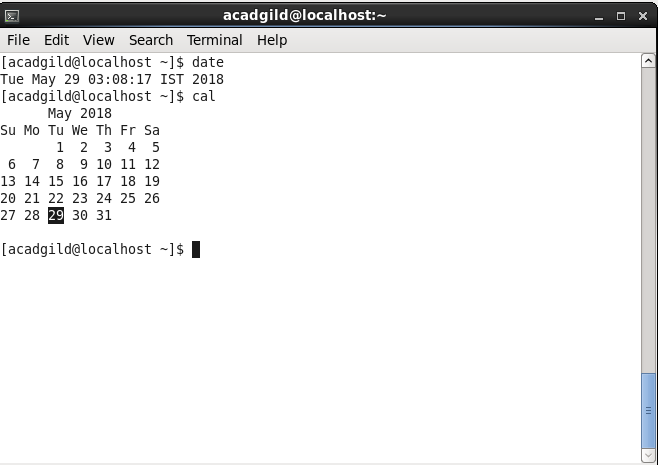 acadgild@localhost:~
File Edit View Search Terminal Help
[acadgild@localhost ~]$ date
Tue May 29 03:08:17 IST 2018
[acadgild@localhost ~]$ cal
      May 2018
Su Mo Tu We Th Fr Sa
       1  2  3  4  5
 6  7  8  9 10 11 12
13 14 15 16 17 18 19
20 21 22 23 24 25 26
27 28 29 30 31
[acadgild@localhost ~]$